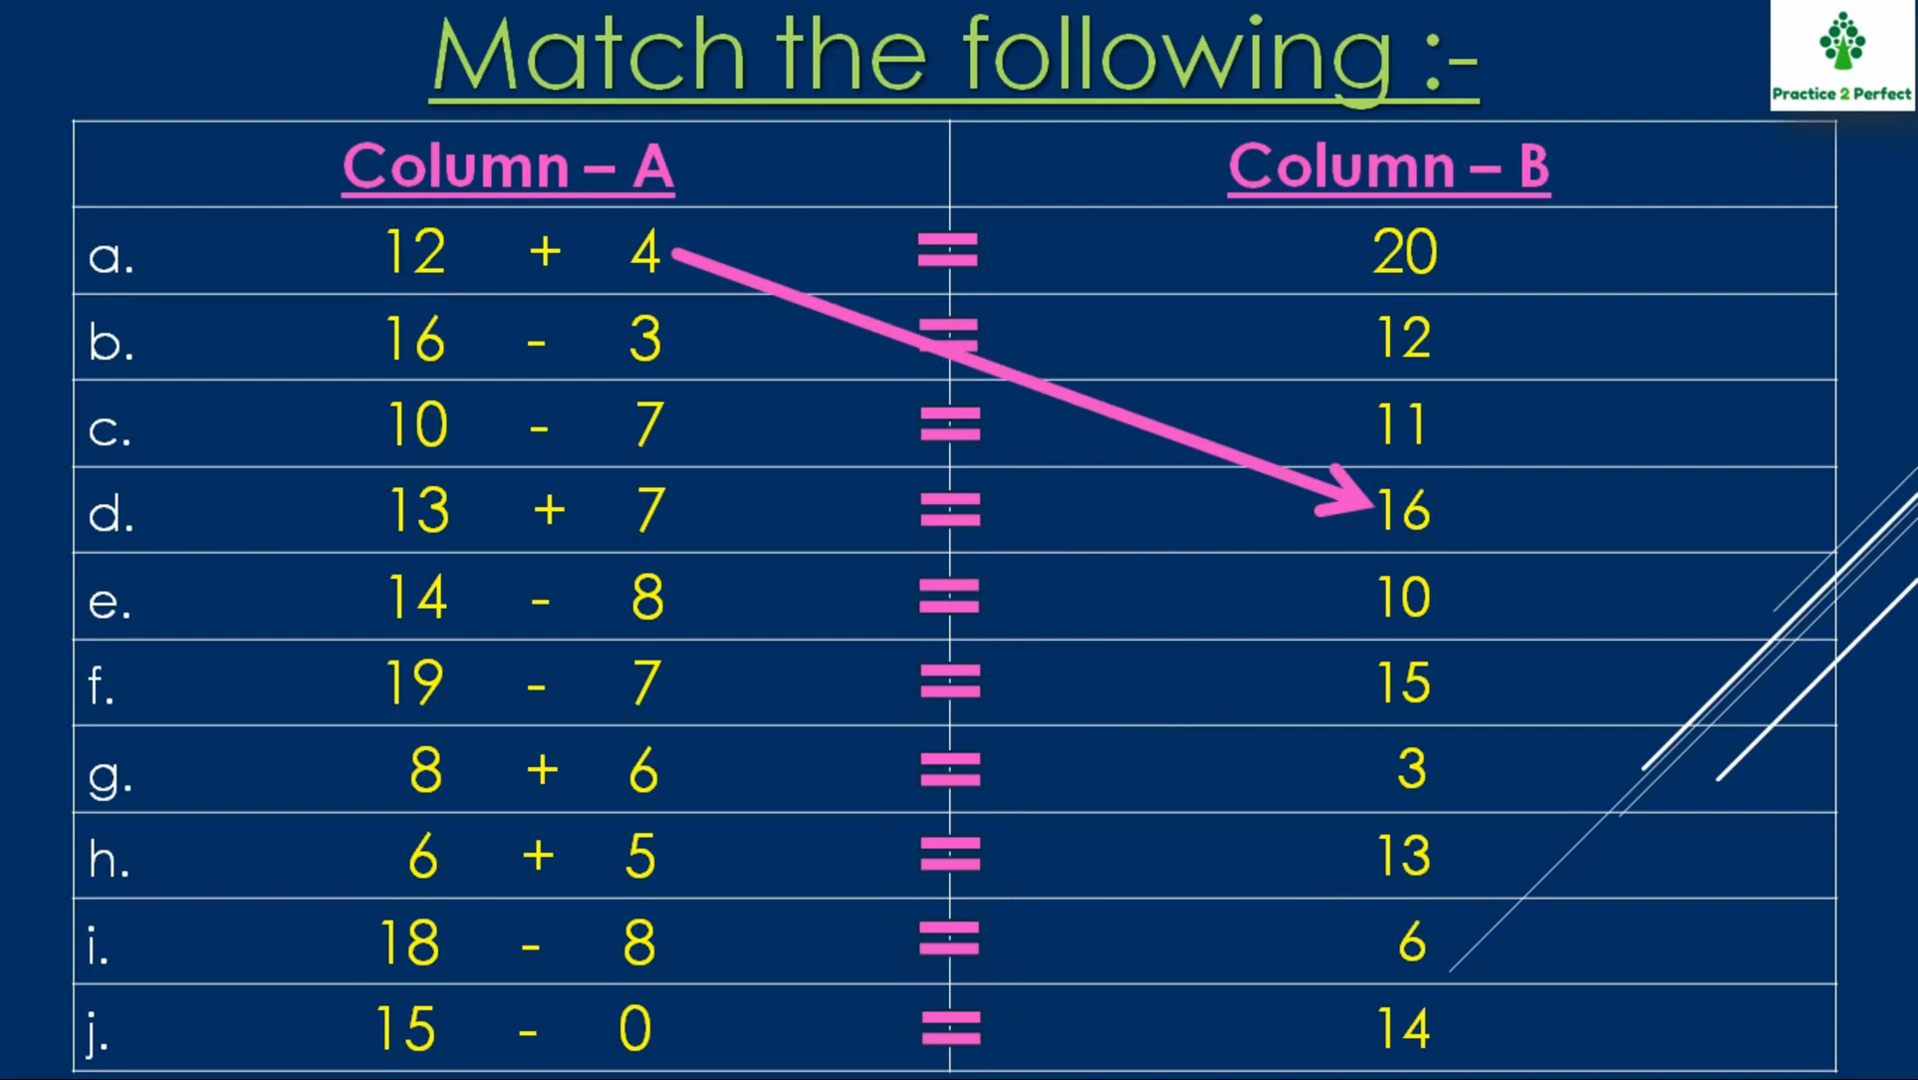 Match the following :-
Practice 2 Perfect
Column – A Column – B
a. 12 + 4 = 20
b. 16 - 3 = 12
c. 10 - 7 = 11
d. 13 + 7 = 16
e. 14 - 8 = 10
f. 19 - 7 = 15
g. 8 + 6 = 3
h. 6 + 5 = 13
i. 18 - 8 = 6
j. 15 - 0 = 14